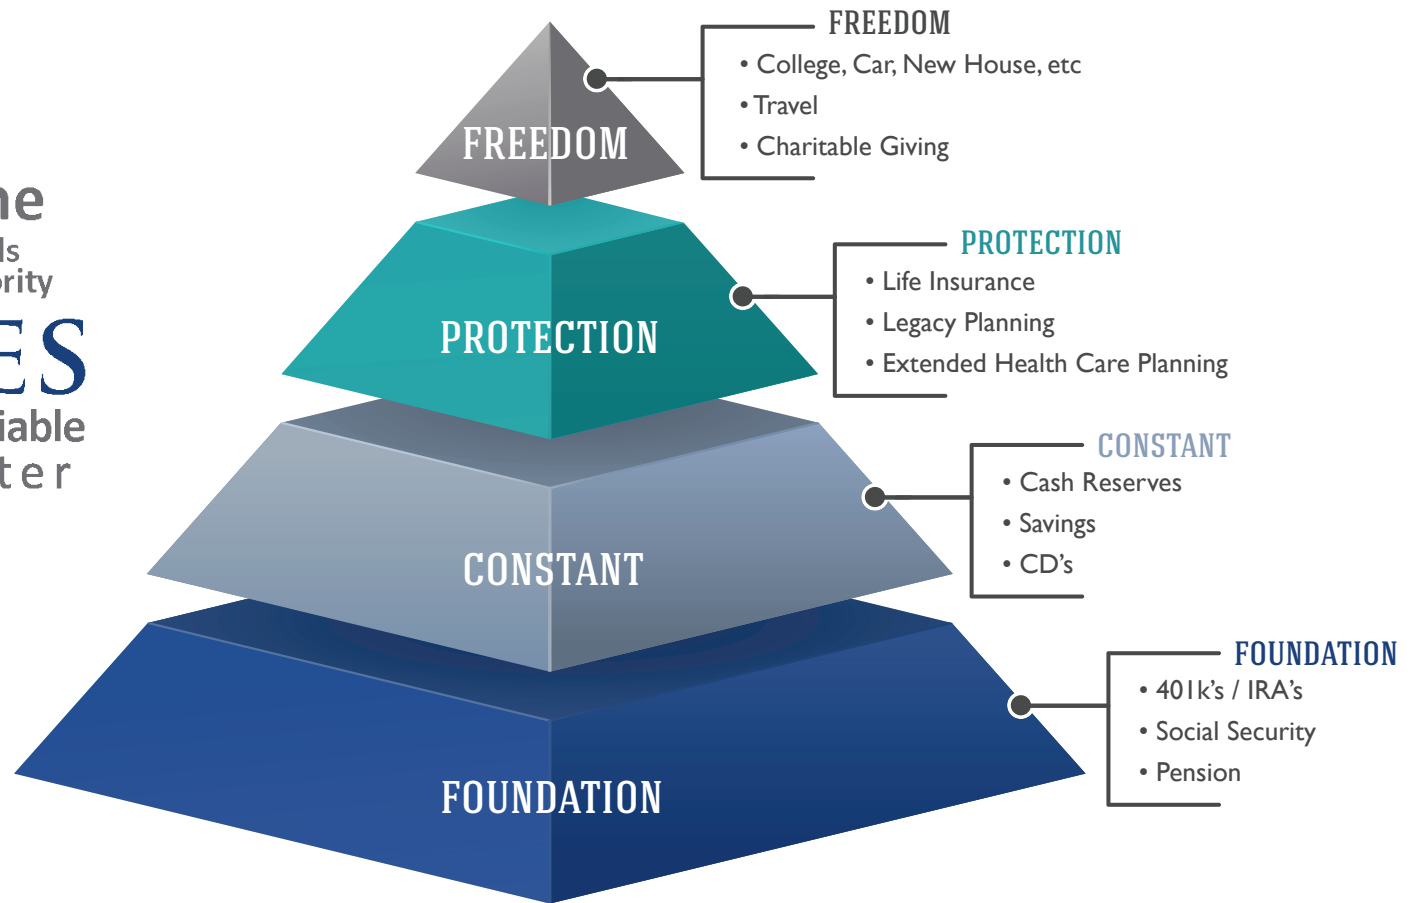 FREEDOM
• College, Car, New House, etc
• Travel
• Charitable Giving
FREEDOM
PROTECTION
• Life Insurance
• Legacy Planning
• Extended Health Care Planning
PROTECTION
CONSTANT
• Cash Reserves
• Savings
• CD's
CONSTANT
FOUNDATION
• 401k's / IRA's
• Social Security
• Pension
FOUNDATION